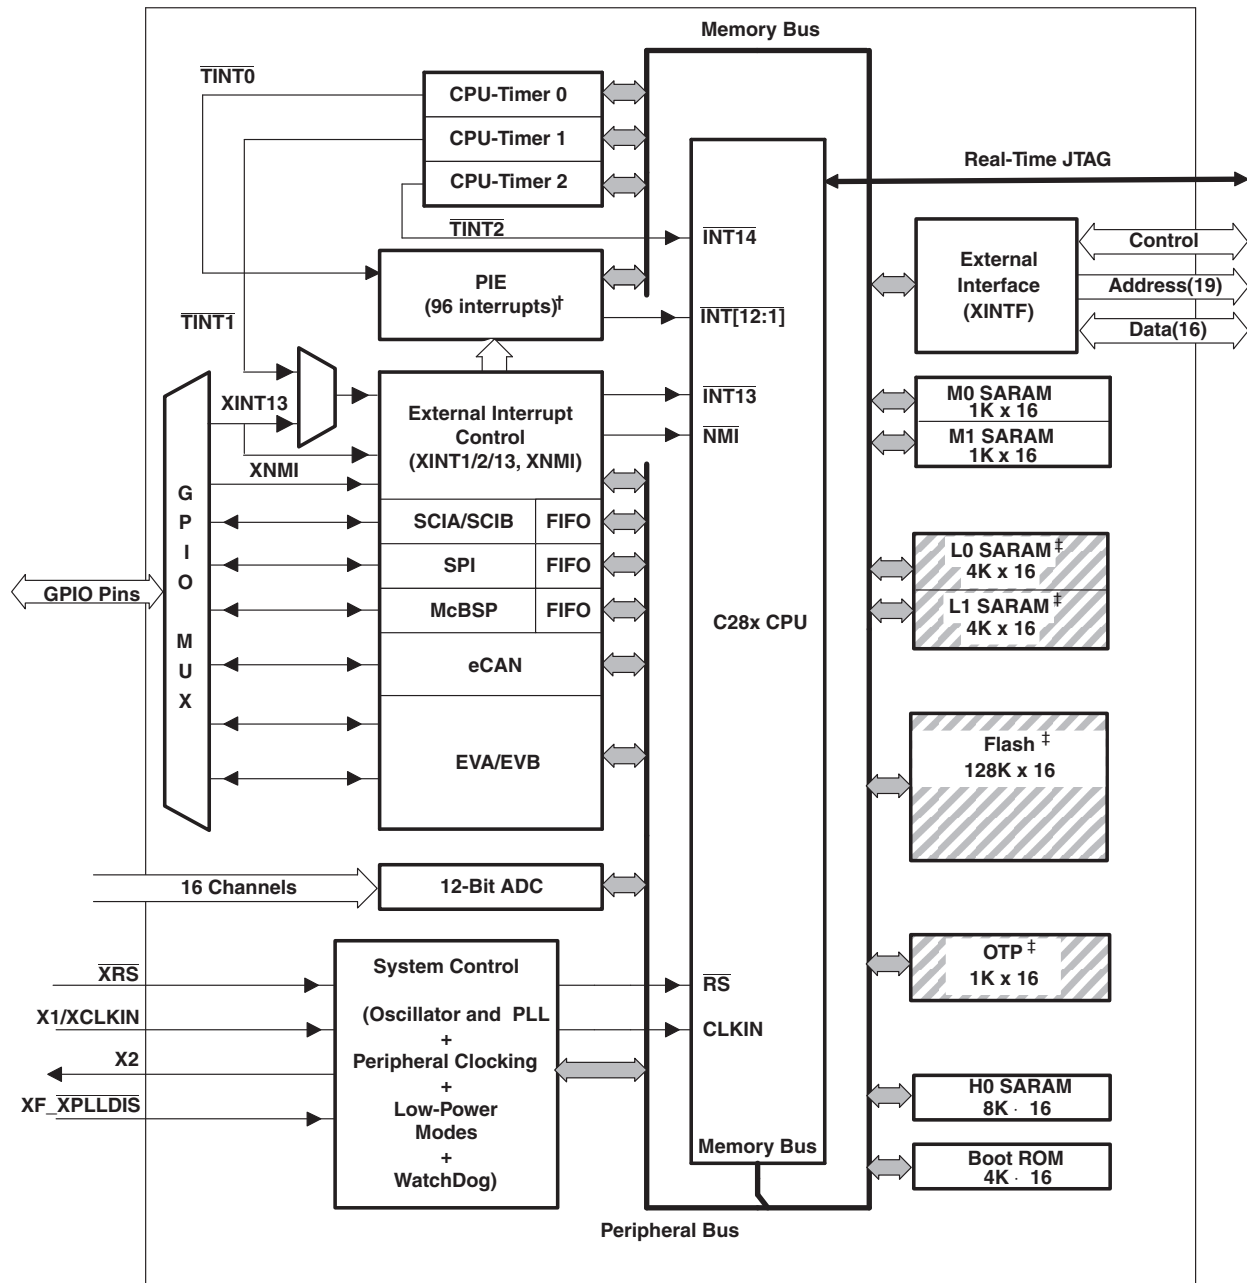 Memory Bus
TINT0
CPU-Timer 0
CPU-Timer 1
CPU-Timer 2
Real-Time JTAG
TINT2
INT14
PIE
(96 interrupts)†
INT[12:1]
External
Interface
(XINTF)
Control
Address(19)
Data(16)
TINT1
XINT13
XNMI
External Interrupt
Control
(XINT1/2/13, XNMI)
INT13
NMI
M0 SARAM
1K x 16
M1 SARAM
1K x 16
GPIO Pins
GPIO MUX
SCIA/SCIB
FIFO
SPI
FIFO
McBSP
FIFO
eCAN
EVA/EVB
C28x CPU
L0 SARAM ‡
4K x 16
L1 SARAM ‡
4K x 16
Flash ‡
128K x 16
16 Channels
12-Bit ADC
OTP ‡
1K x 16
XRS
X1/XCLKIN
X2
XF_XPLLDIS
System Control
(Oscillator and PLL
+
Peripheral Clocking
+
Low-Power
Modes
+
WatchDog)
RS
CLKIN
H0 SARAM
8K · 16
Boot ROM
4K · 16
Memory Bus
Peripheral Bus